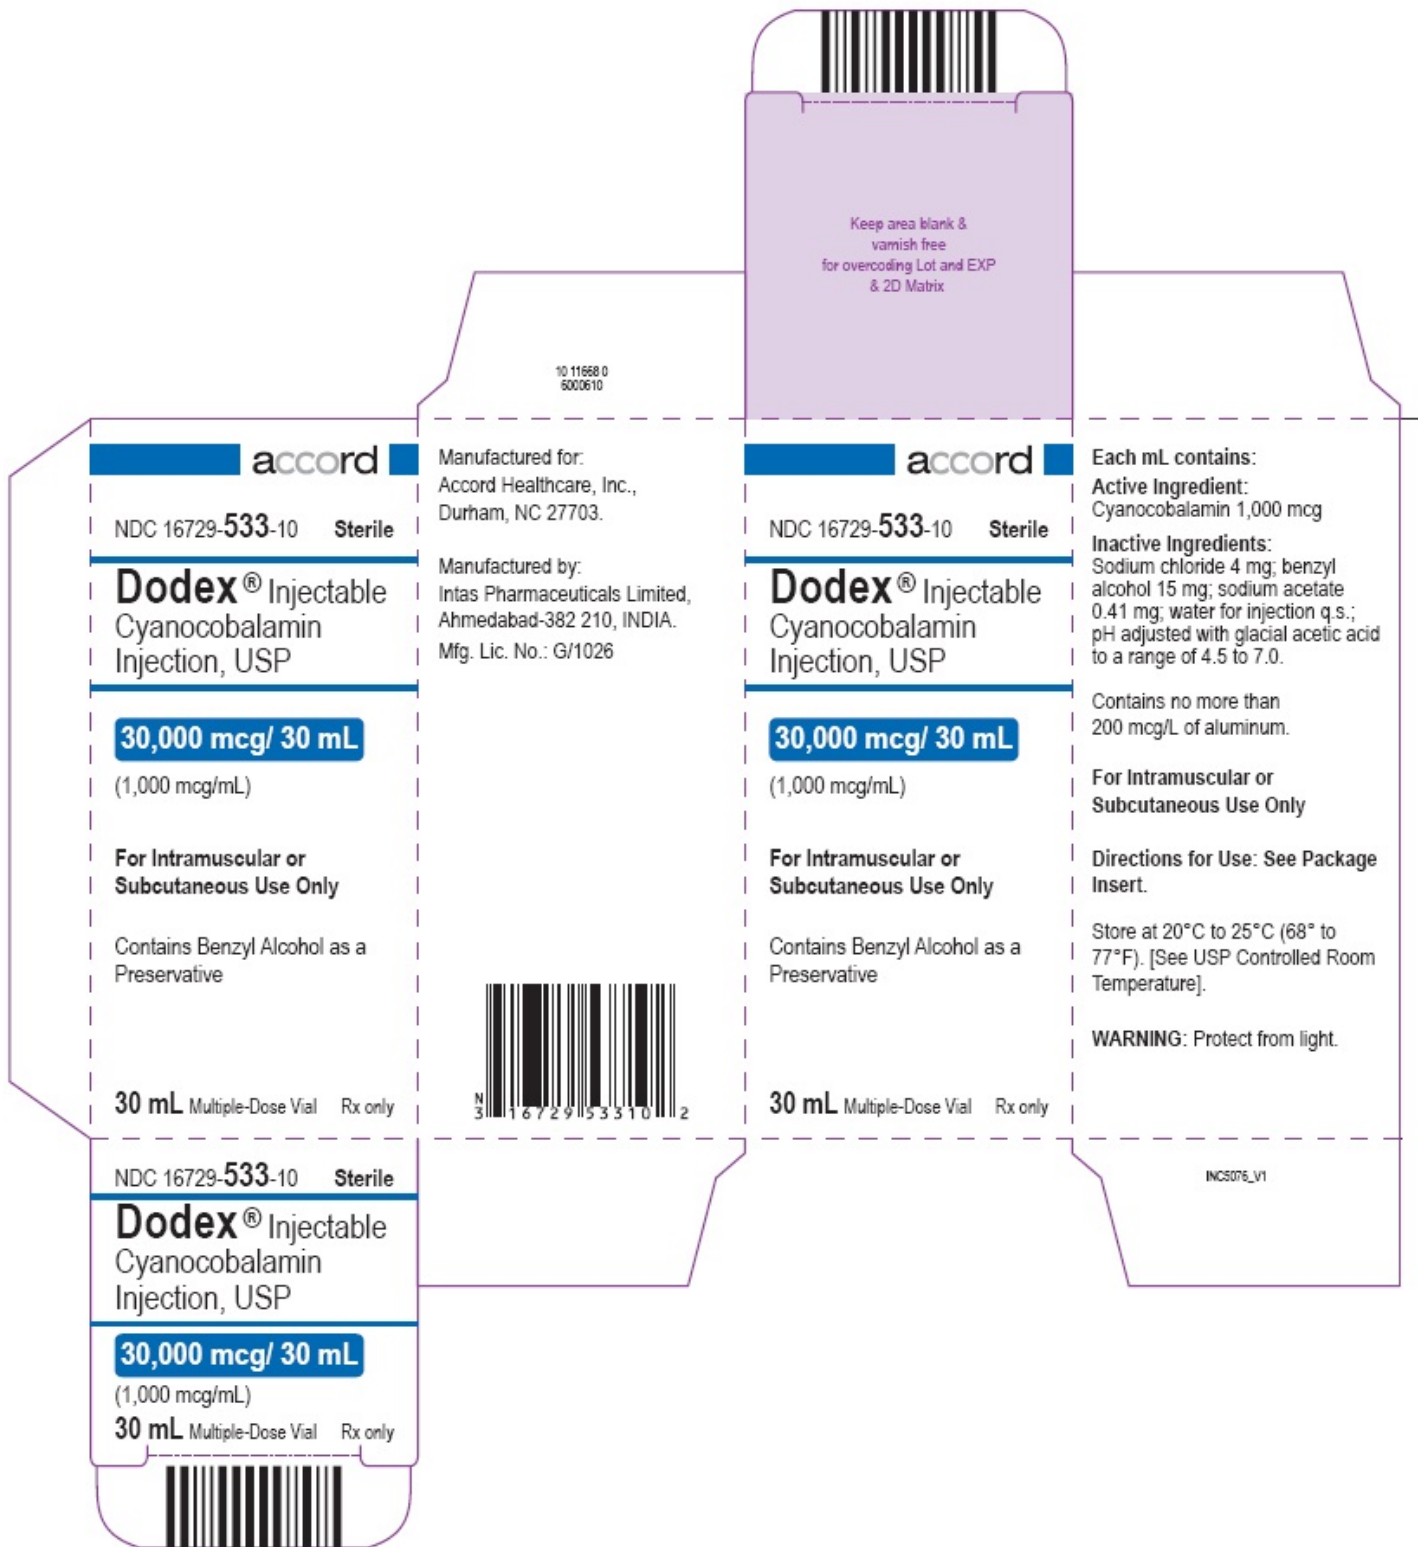 Keep area blank &
varnish free
for overcoding Lot and EXP
& 2D Matrix
10 11658 0
6000610
accord
NDC 16729-533-10 Sterile
Dodex® Injectable
Cyanocobalamin
Injection, USP
30,000 mcg/ 30 mL
(1,000 mcg/mL)
For Intramuscular or
Subcutaneous Use Only
Contains Benzyl Alcohol as a
Preservative
30 mL Multiple-Dose Vial Rx only
Manufactured for:
Accord Healthcare, Inc.,
Durham, NC 27703.
Manufactured by:
Intas Pharmaceuticals Limited,
Ahmedabad-382 210, INDIA.
Mfg. Lic. No.: G/1026
N
3 16729 53310 2
accord
NDC 16729-533-10 Sterile
Dodex® Injectable
Cyanocobalamin
Injection, USP
30,000 mcg/ 30 mL
(1,000 mcg/mL)
For Intramuscular or
Subcutaneous Use Only
Contains Benzyl Alcohol as a
Preservative
30 mL Multiple-Dose Vial Rx only
Each mL contains:
Active Ingredient:
Cyanocobalamin 1,000 mcg
Inactive Ingredients:
Sodium chloride 4 mg; benzyl
alcohol 15 mg; sodium acetate
0.41 mg; water for injection q.s.;
pH adjusted with glacial acetic acid
to a range of 4.5 to 7.0.
Contains no more than
200 mcg/L of aluminum.
For Intramuscular or
Subcutaneous Use Only
Directions for Use: See Package
Insert.
Store at 20°C to 25°C (68° to
77°F). [See USP Controlled Room
Temperature].
WARNING: Protect from light.
NDC 16729-533-10 Sterile
Dodex® Injectable
Cyanocobalamin
Injection, USP
30,000 mcg/ 30 mL
(1,000 mcg/mL)
30 mL Multiple-Dose Vial Rx only
INC5076_V1